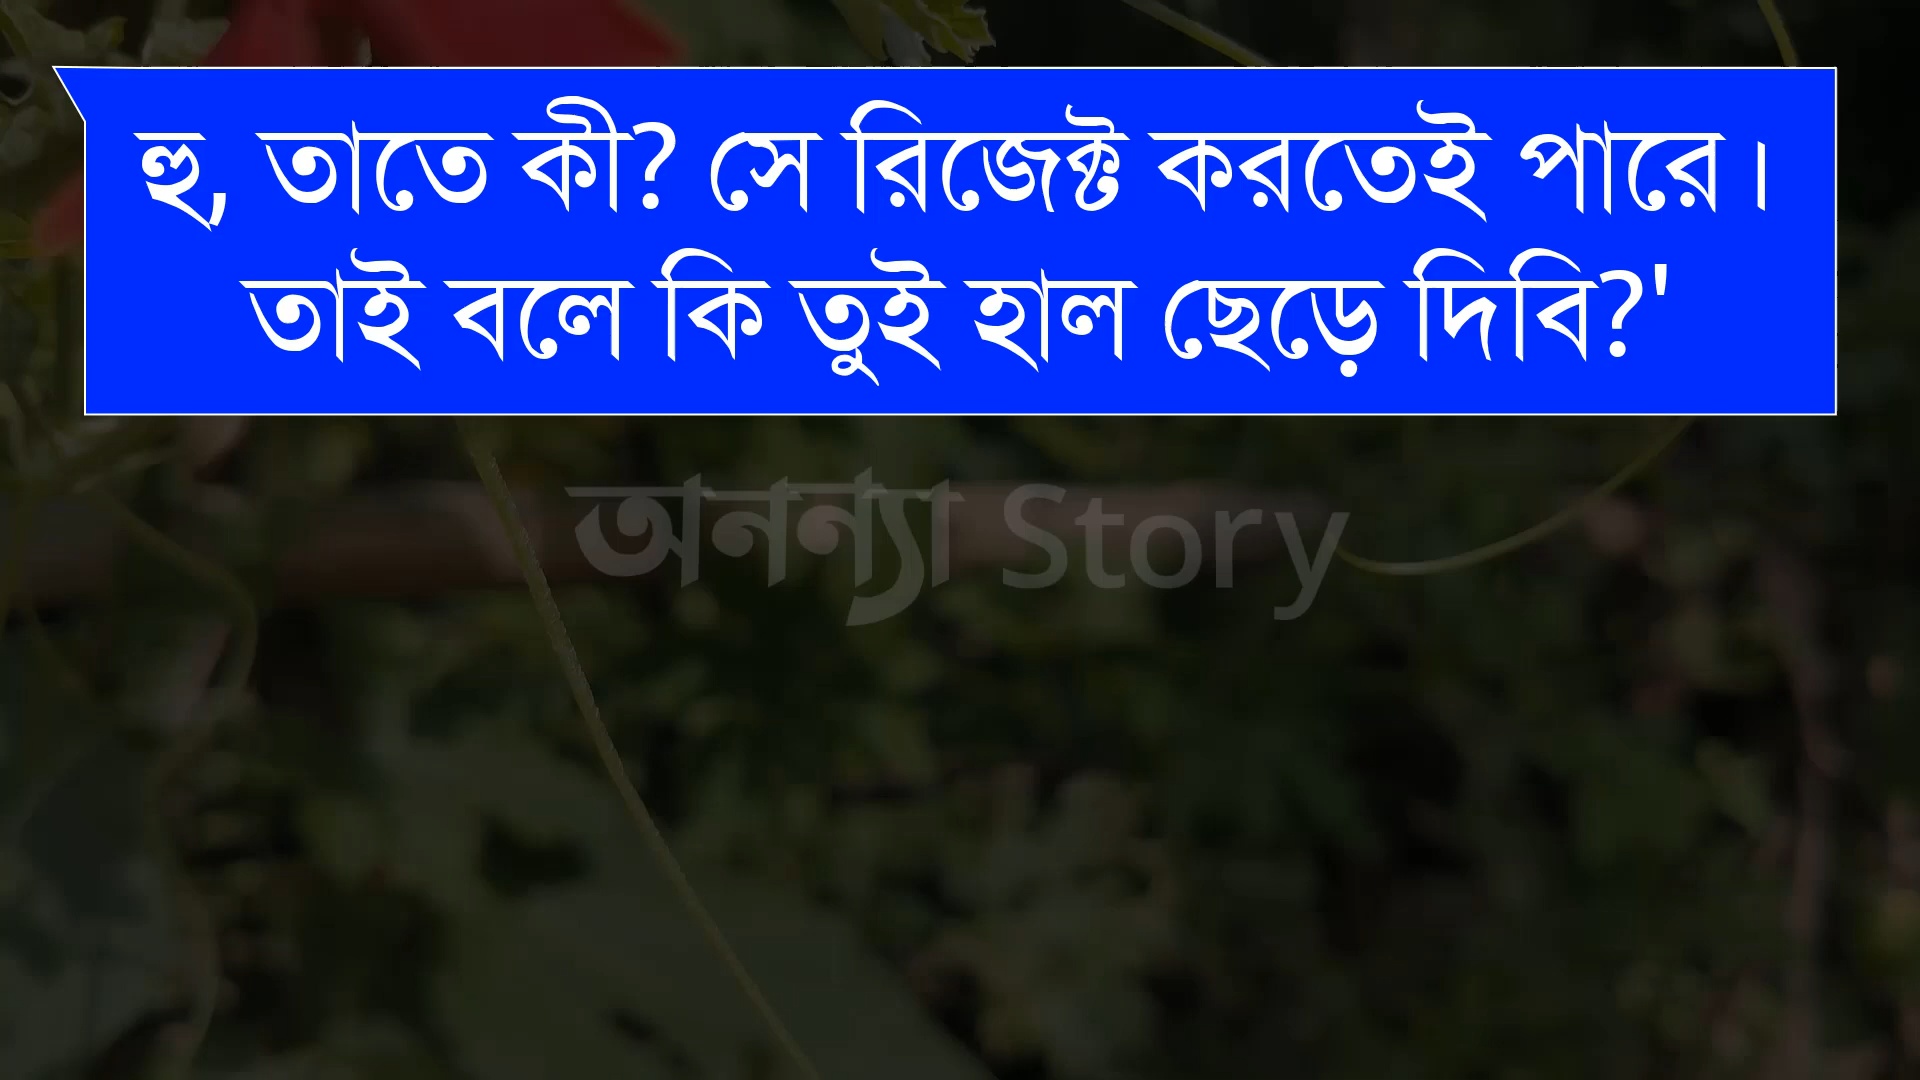 হু, তাতে কী? সে রিজেক্ট করতেই পারে।
তাই বলে কি তুই হাল ছেড়ে দিবি?'
অনন্যা Story